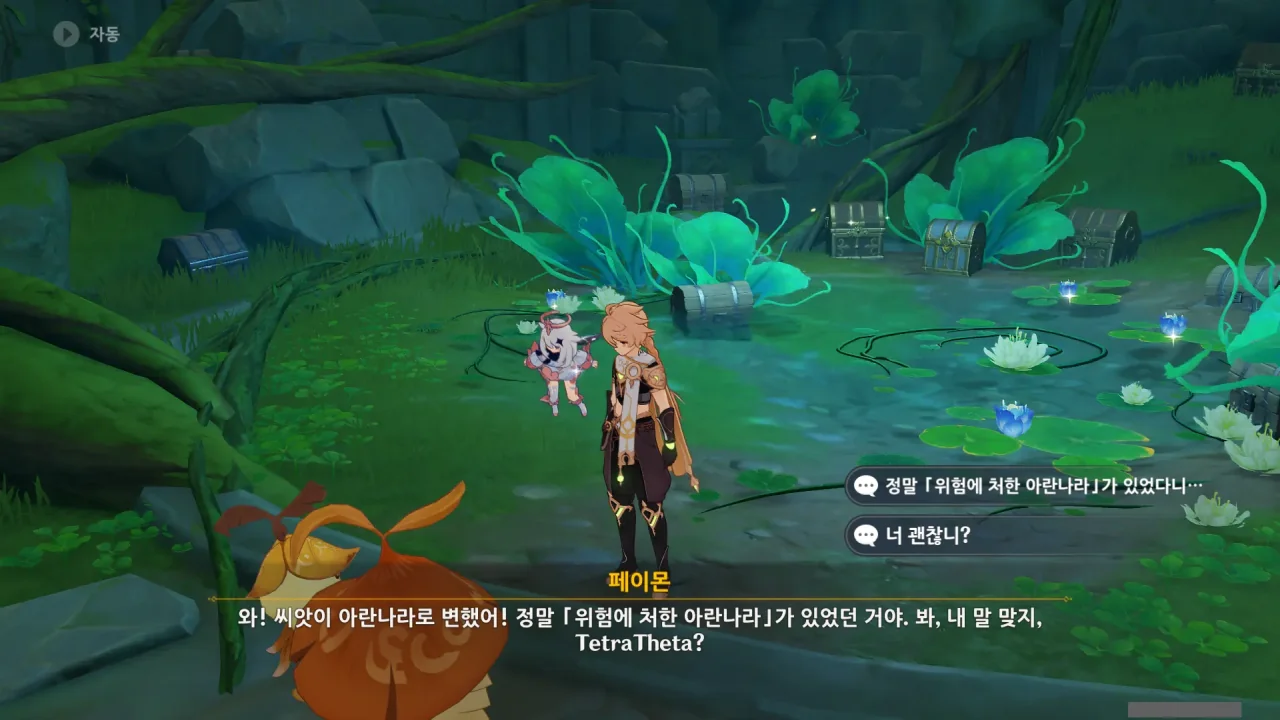 자동
정말 「위험에 처한 아란나라」가 있었다니…
너 괜찮니?
페이몬
와! 씨앗이 아란나라로 변했어! 정말 「위험에 처한 아란나라」가 있었던 거야. 봐, 내 말 맞지,
TetraTheta?